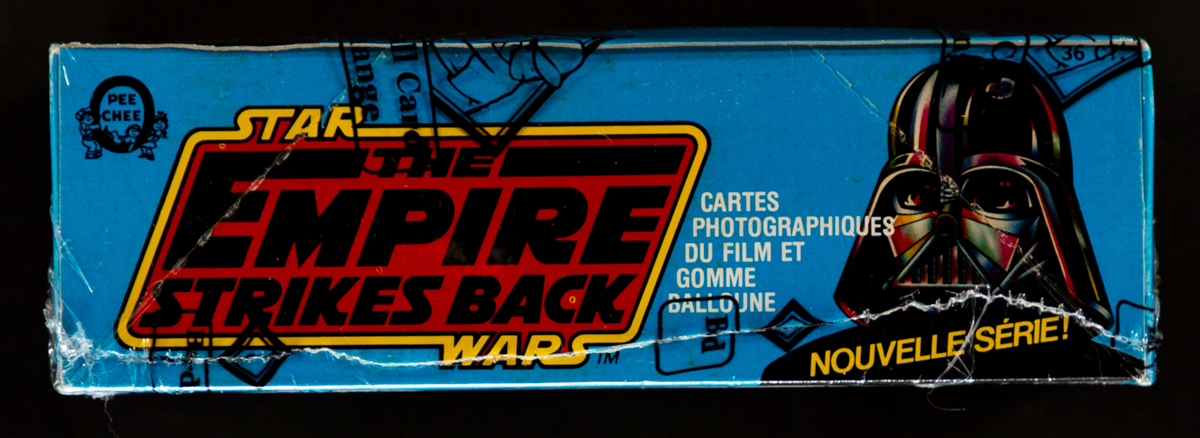 PEE
CHEE
STAR
THE
EMPIRE
STRIKES BACK
WARS TM
CARTES
PHOTOGRAPHIQUES
DU FILM ET
GOMME
BALLOUNE
NOUVELLE SÉRIE!
36 CT.
Bd